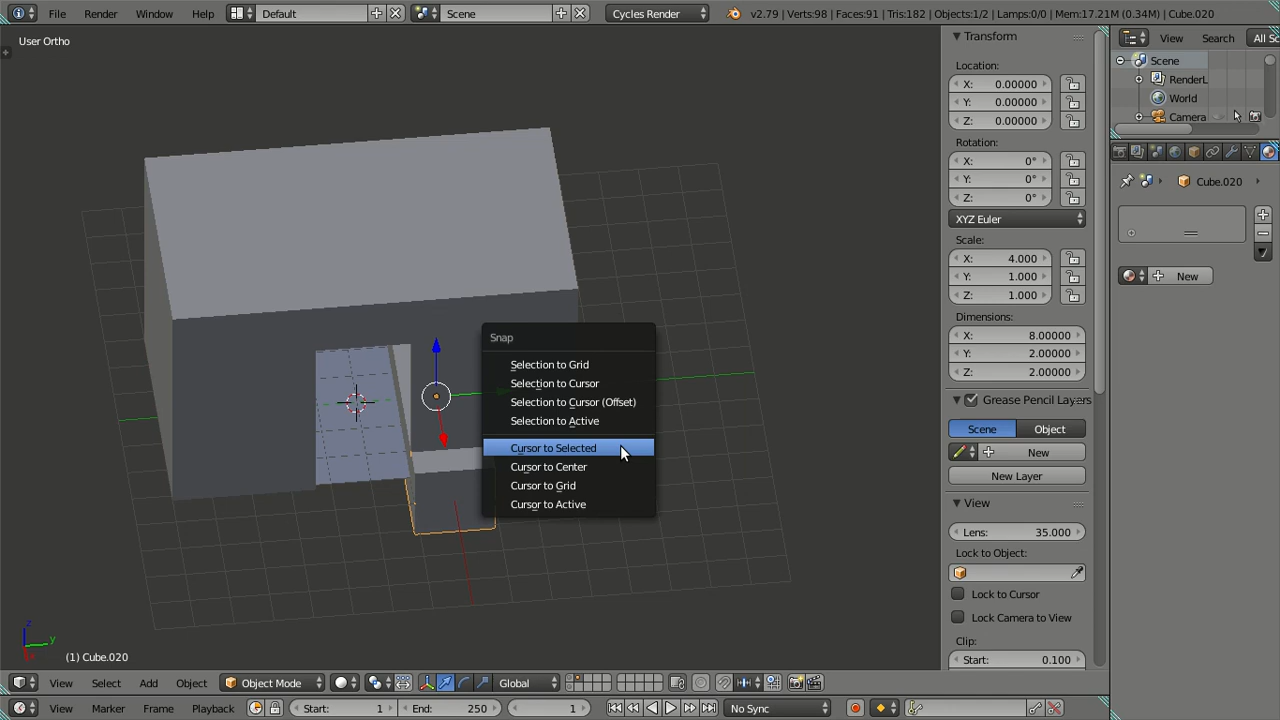 File Render Window Help Default Scene Cycles Render v2.79 | Verts:98 | Faces:91 | Tris:182 | Objects:1/2 | Lamps:0/0 | Mem:17.21M (0.34M) | Cube.020
User Ortho
Transform
Location:
X: 0.00000
Y: 0.00000
Z: 0.00000
Rotation:
X: 0°
Y: 0°
Z: 0°
XYZ Euler
Scale:
X: 4.000
Y: 1.000
Z: 1.000
Dimensions:
X: 8.00000
Y: 2.00000
Z: 2.00000
Grease Pencil Layers
Scene Object
New
New Layer
View
Lens: 35.000
Lock to Object:
Lock to Cursor
Lock Camera to View
Clip:
Start: 0.100
View Search All Sc
Scene
RenderL
World
Camera
Cube.020
New
Snap
Selection to Grid
Selection to Cursor
Selection to Cursor (Offset)
Selection to Active
Cursor to Selected
Cursor to Center
Cursor to Grid
Cursor to Active
z
y
(1) Cube.020
View Select Add Object Object Mode Global
View Marker Frame Playback Start: 1 End: 250 1 No Sync